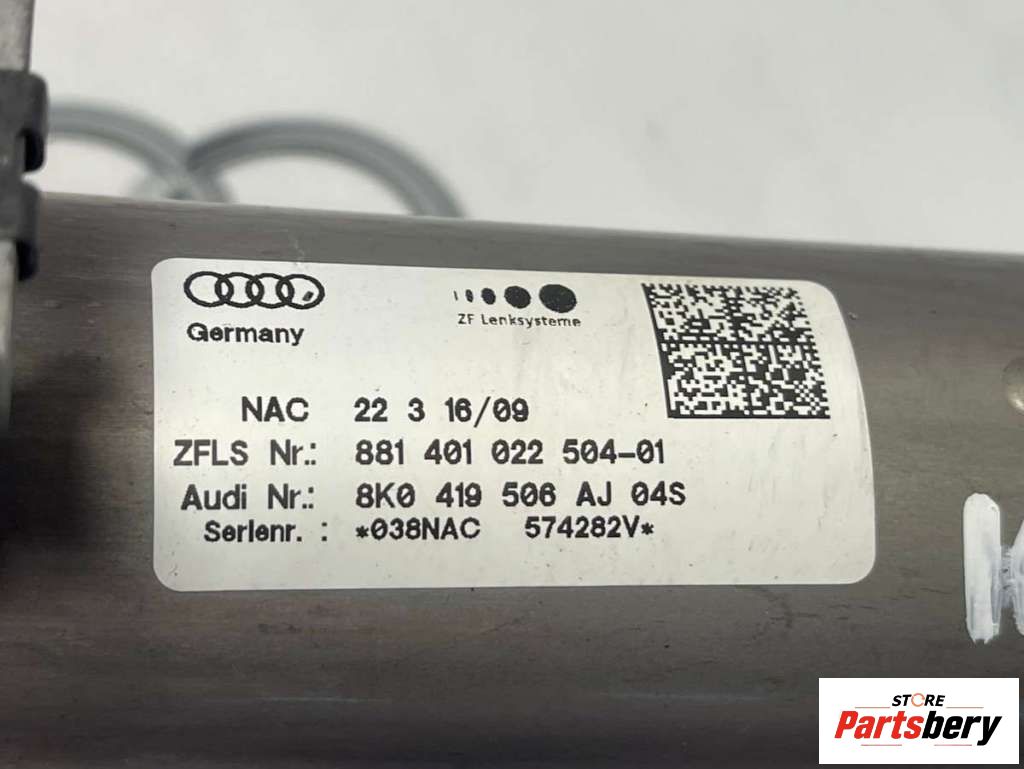 Germany
ZF Lenksysteme
NAC 22 3 16/09
ZFLS Nr.: 881 401 022 504-01
Audi Nr.: 8K0 419 506 AJ 04S
Serienr. : *038NAC 574282V*
STORE
Partsbery